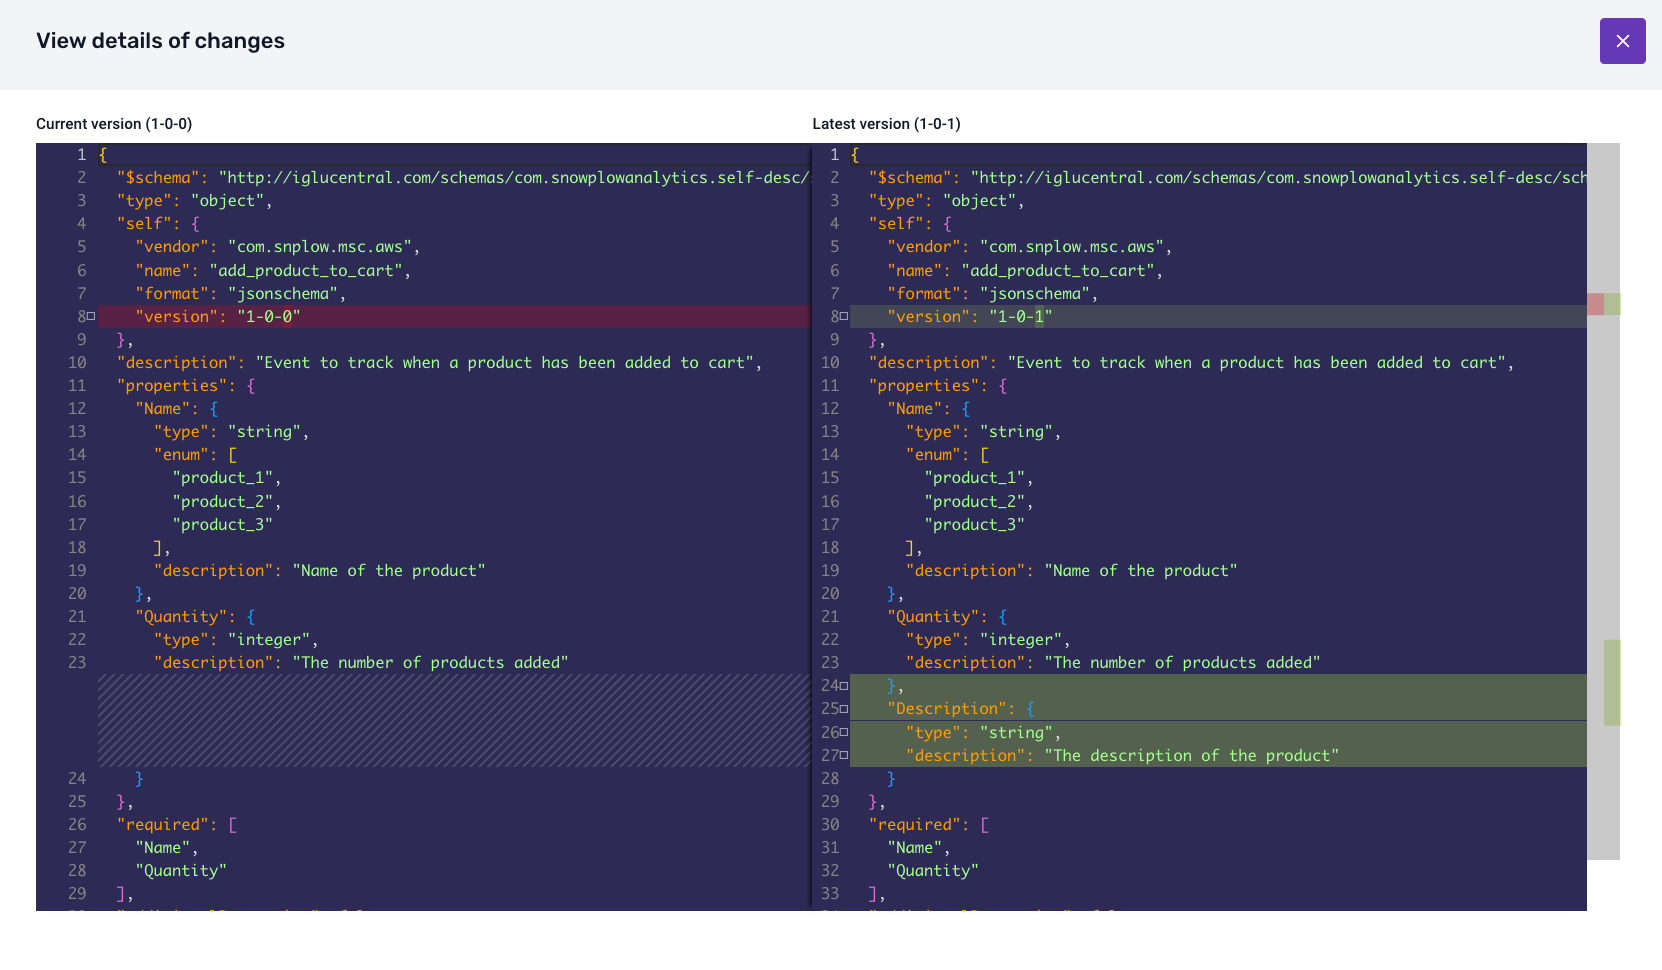 View details of changes
Current version (1-0-0)
1 {
2 "$schema": "http://iglucentral.com/schemas/com.snowplowanalytics.self-desc/
3 "type": "object",
4 "self": {
5 "vendor": "com.snplow.msc.aws",
6 "name": "add_product_to_cart",
7 "format": "jsonschema",
8 "version": "1-0-0"
9 },
10 "description": "Event to track when a product has been added to cart",
11 "properties": {
12 "Name": {
13 "type": "string",
14 "enum": [
15 "product_1",
16 "product_2",
17 "product_3"
18 ],
19 "description": "Name of the product"
20 },
21 "Quantity": {
22 "type": "integer",
23 "description": "The number of products added"
24 }
25 },
26 "required": [
27 "Name",
28 "Quantity"
29 ],
Latest version (1-0-1)
1 {
2 "$schema": "http://iglucentral.com/schemas/com.snowplowanalytics.self-desc/sch
3 "type": "object",
4 "self": {
5 "vendor": "com.snplow.msc.aws",
6 "name": "add_product_to_cart",
7 "format": "jsonschema",
8 "version": "1-0-1"
9 },
10 "description": "Event to track when a product has been added to cart",
11 "properties": {
12 "Name": {
13 "type": "string",
14 "enum": [
15 "product_1",
16 "product_2",
17 "product_3"
18 ],
19 "description": "Name of the product"
20 },
21 "Quantity": {
22 "type": "integer",
23 "description": "The number of products added"
24 },
25 "Description": {
26 "type": "string",
27 "description": "The description of the product"
28 }
29 },
30 "required": [
31 "Name",
32 "Quantity"
33 ],